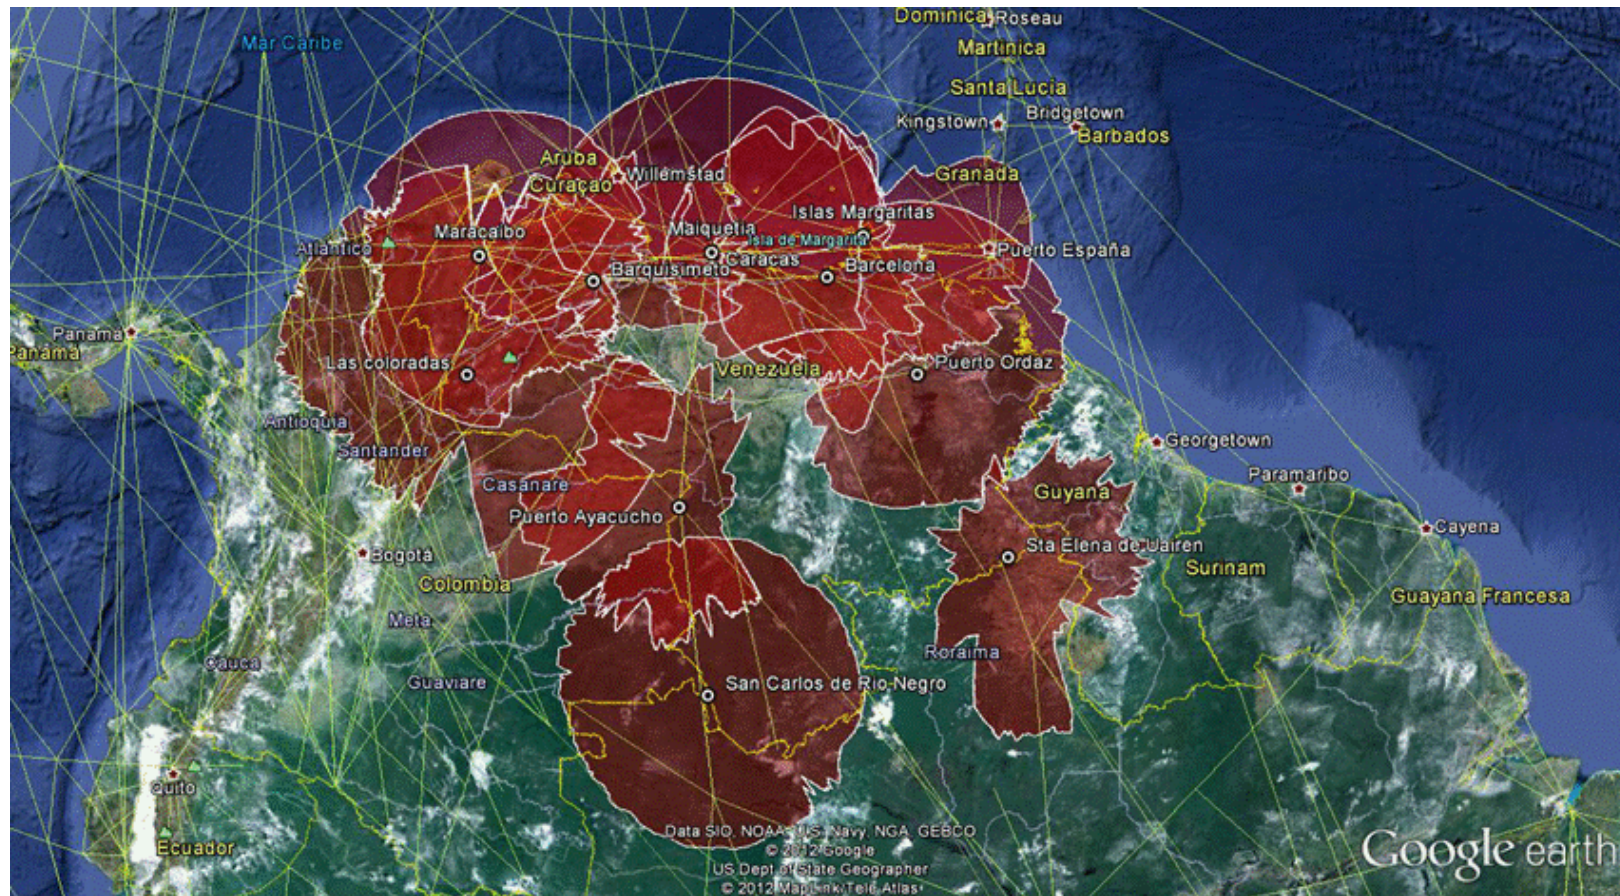 Dominica
Roseau
Mar Caribe
Martinica
Santa Lucia
Bridgetown
Kingstown
Barbados
Aruba
Willemstad
Granada
Curaçao
Islas Margaritas
Maracaibo
Maiquetia
Isla de Margarita
Atlantico
Puerto España
Caracas
Barquisimeto
Barcelona
Panamá
Panamá
Las coloradas
Venezuela
Puerto Ordaz
Antioquia
Georgetown
Santander
Paramaribo
Casanare
Guyana
Puerto Ayacucho
Cayena
Sta Elena de Uairen
Bogotá
Surinam
Colombia
Guayana Francesa
Meta
Roraima
Cauca
Guaviare
San Carlos de Rio Negro
Quito
Ecuador
Data SIO, NOAA, U.S. Navy, NGA, GEBCO
© 2012 Google
US Dept of State Geographer
© 2012 MapLink/Tele Atlas
Google earth